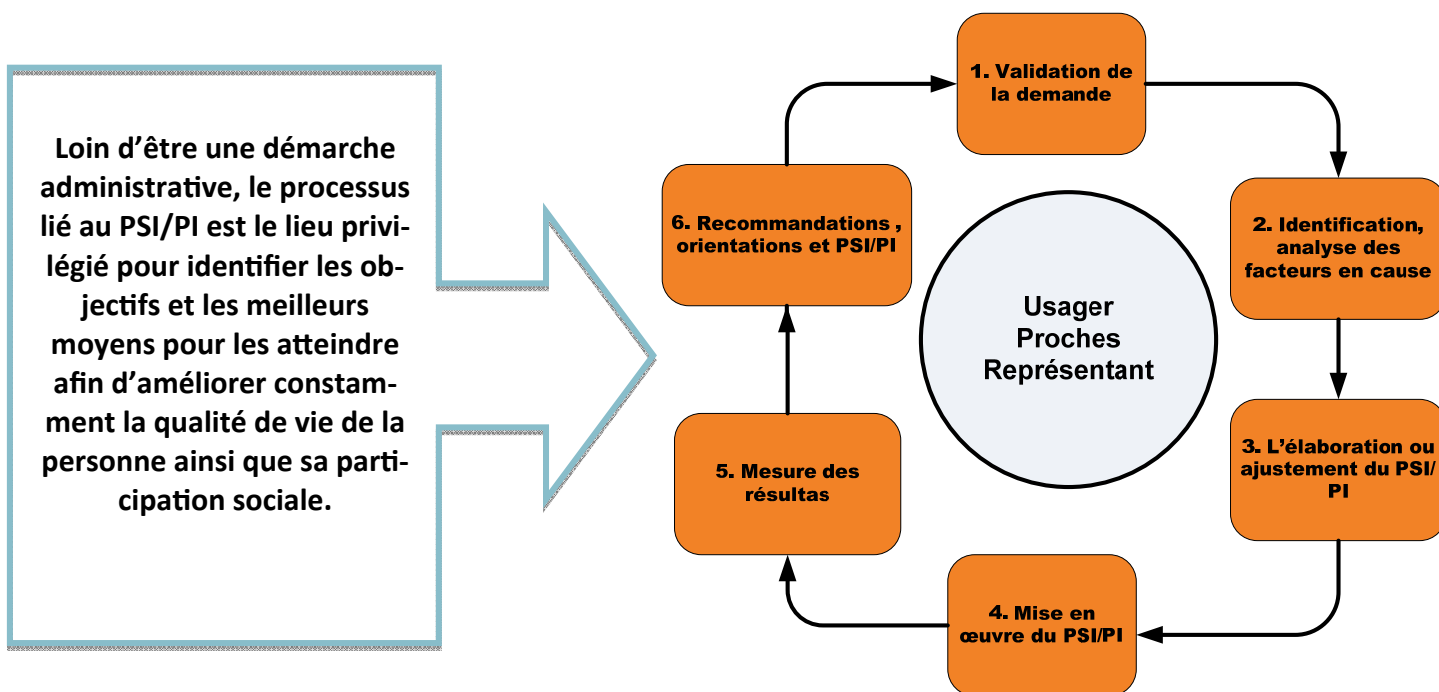 Loin d’être une démarche
administrative, le processus
lié au PSI/PI est le lieu privi-
légié pour identifier les ob-
jectifs et les meilleurs
moyens pour les atteindre
afin d’améliorer constam-
ment la qualité de vie de la
personne ainsi que sa parti-
cipation sociale.
1. Validation de
la demande
2. Identification,
analyse des
facteurs en cause
3. L’élaboration ou
ajustement du PSI/
PI
4. Mise en
œuvre du PSI/PI
5. Mesure des
résultas
6. Recommandations ,
orientations et PSI/PI
Usager
Proches
Représentant